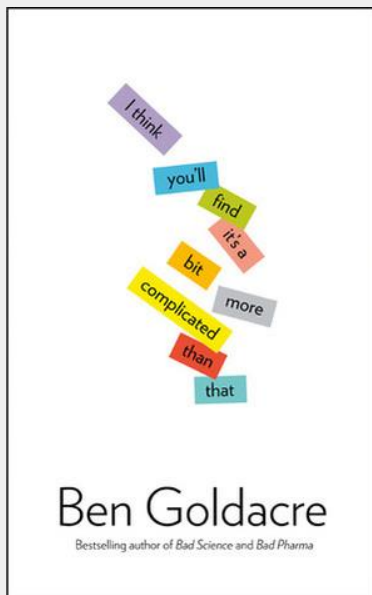 I think
you'll
find
it's a
bit
more
complicated
than
that
Ben Goldacre
Bestselling author of Bad Science and Bad Pharma